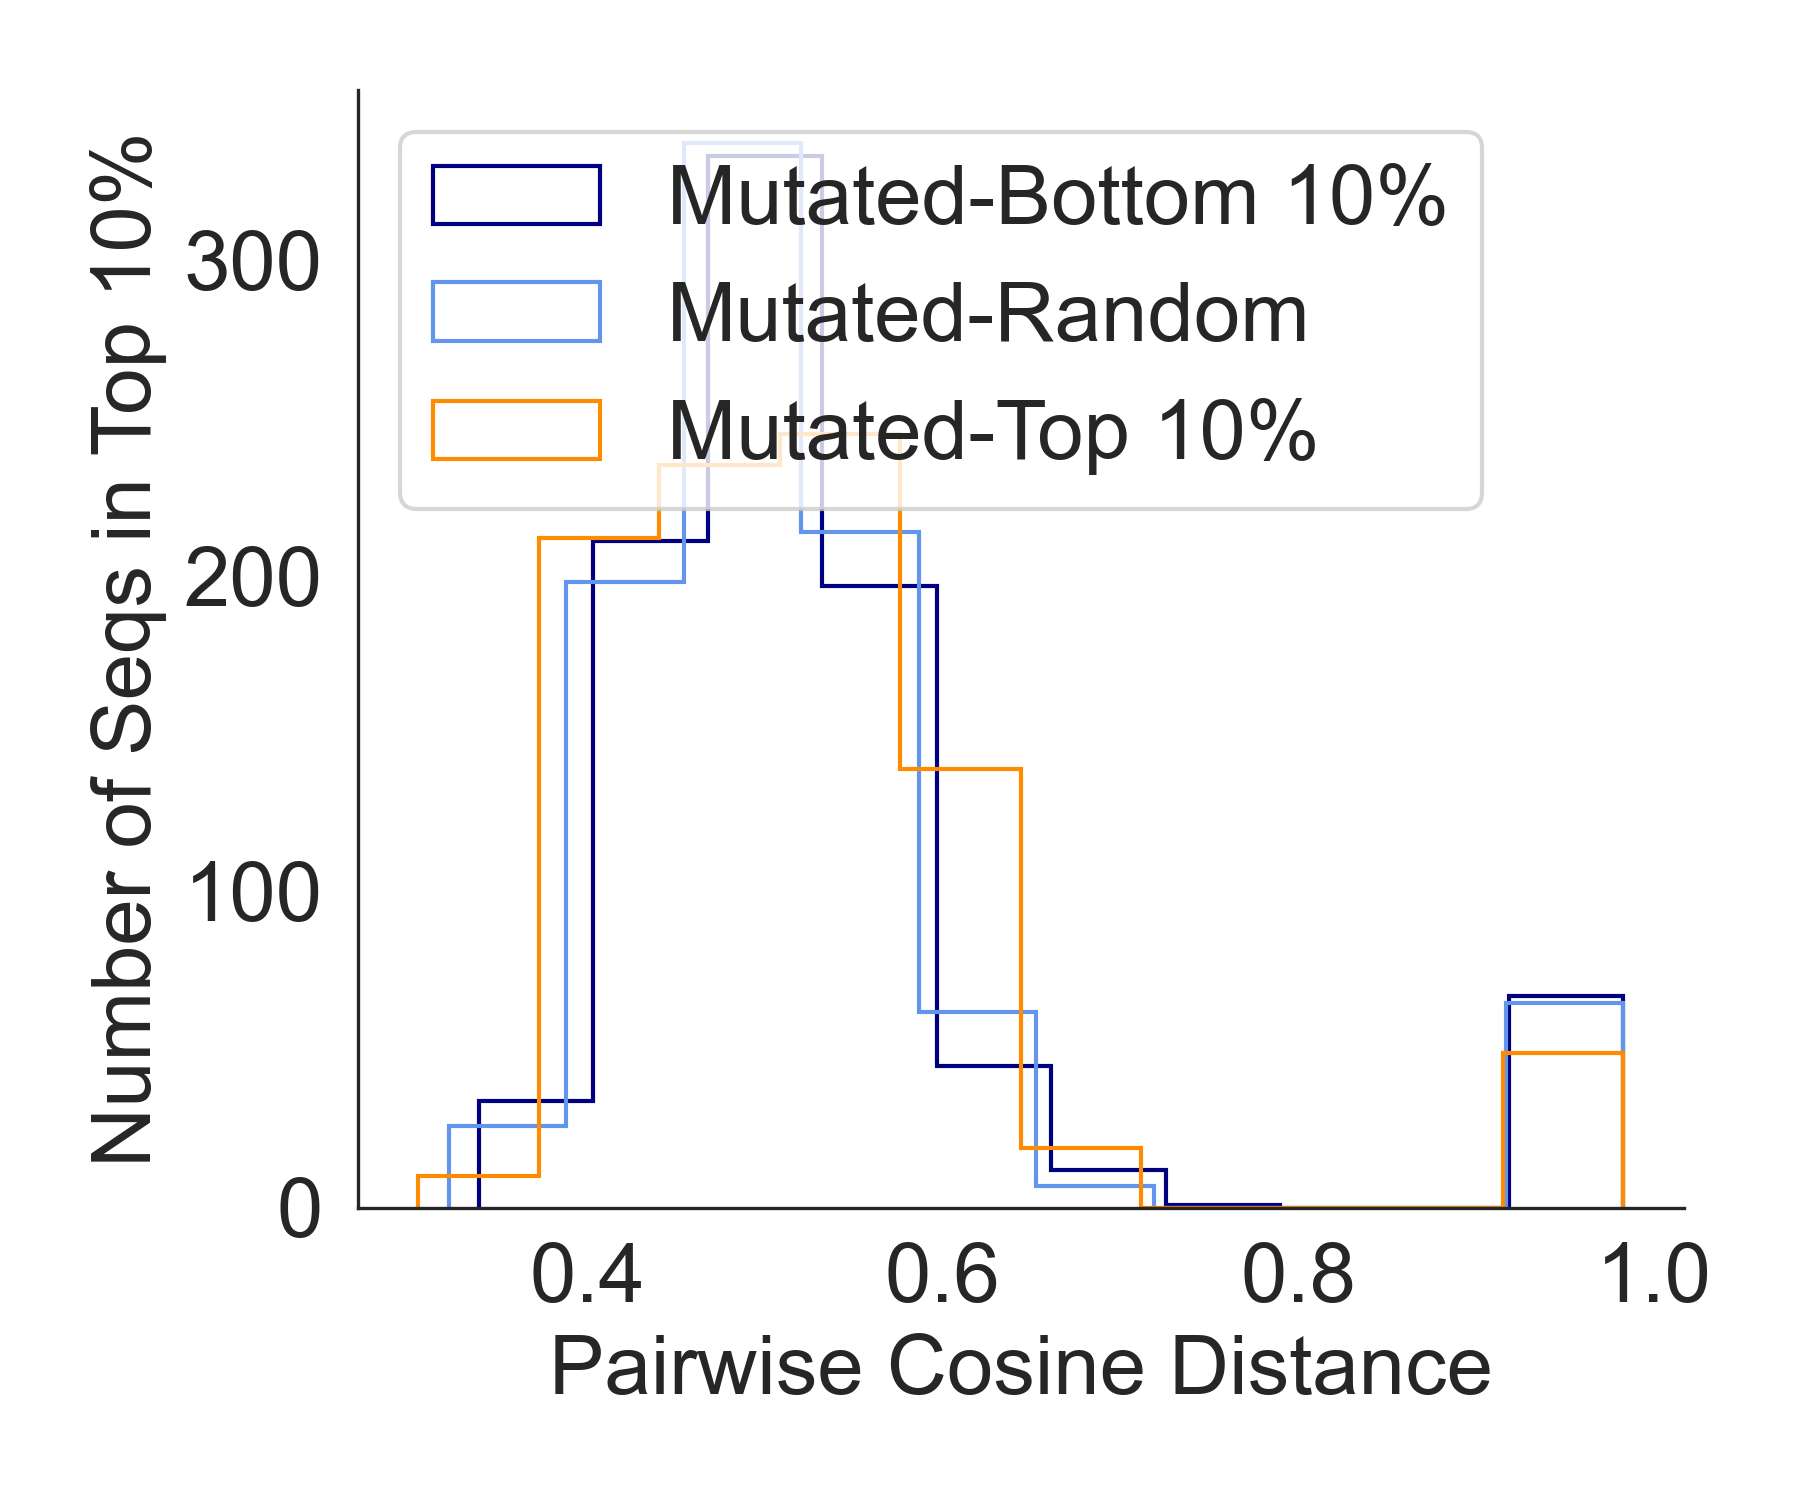 Number of Seqs in Top 10%
300
200
100
0
Mutated-Bottom 10%
Mutated-Random
Mutated-Top 10%
0.4 0.6 0.8 1.0
Pairwise Cosine Distance